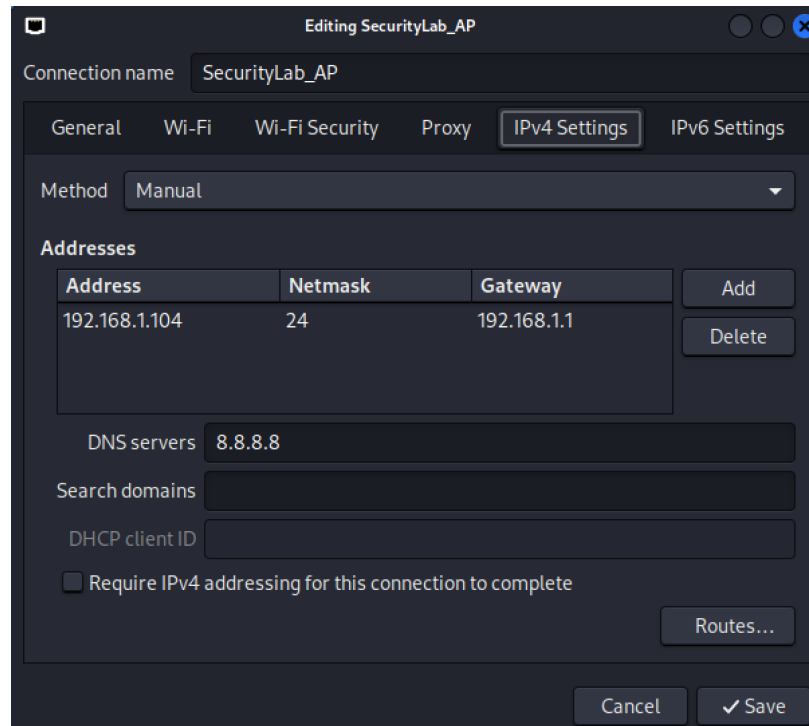 Editing SecurityLab_AP
Connection name SecurityLab_AP
General Wi-Fi Wi-Fi Security Proxy IPv4 Settings IPv6 Settings
Method Manual
Addresses
Address Netmask Gateway Add
192.168.1.104 24 192.168.1.1
Delete
DNS servers 8.8.8.8
Search domains
DHCP client ID
Require IPv4 addressing for this connection to complete
Routes...
Cancel Save